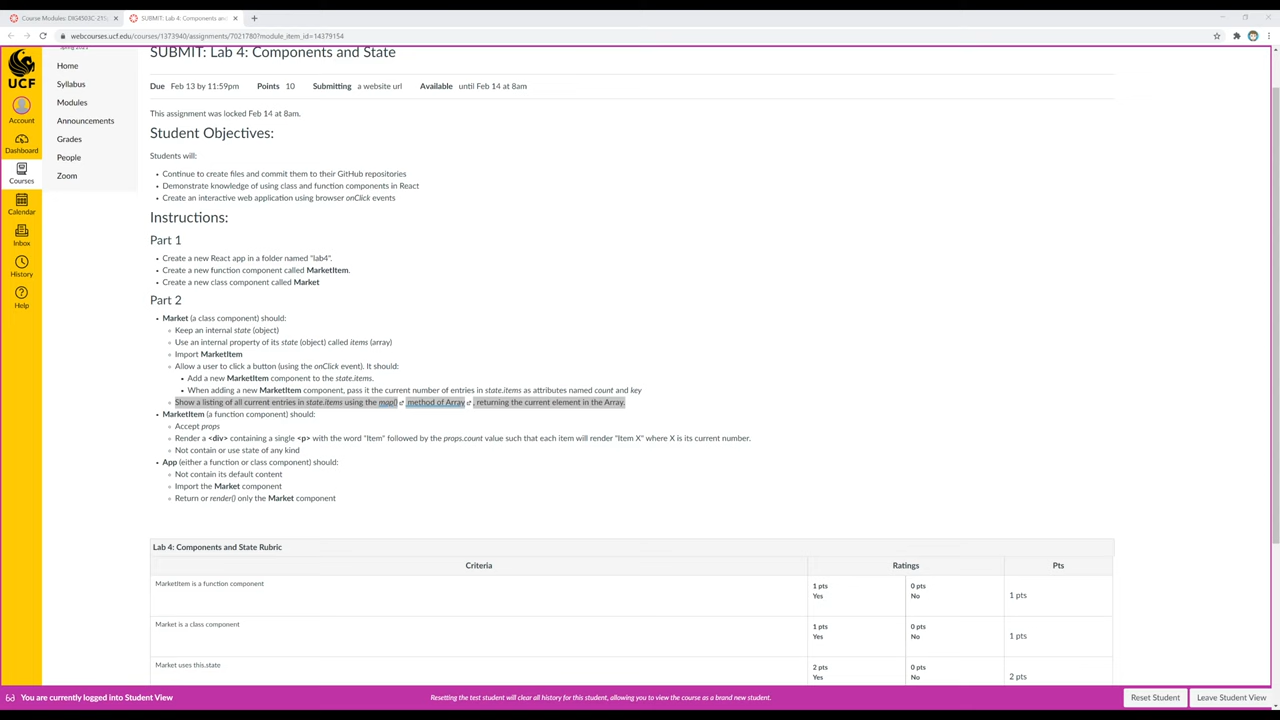 Course Modules: DIG4503C-21S
SUBMIT: Lab 4: Components and
webcourses.ucf.edu/courses/1373940/assignments/7021780?module_item_id=14379154
Spring 2021
UCF
Account
Dashboard
Courses
Calendar
Inbox
History
Help
Home
Syllabus
Modules
Announcements
Grades
People
Zoom
SUBMIT: Lab 4: Components and State
Due Feb 13 by 11:59pm Points 10 Submitting a website url Available until Feb 14 at 8am
This assignment was locked Feb 14 at 8am.
Student Objectives:
Students will:
• Continue to create files and commit them to their GitHub repositories
• Demonstrate knowledge of using class and function components in React
• Create an interactive web application using browser onClick events
Instructions:
Part 1
• Create a new React app in a folder named "lab4".
• Create a new function component called MarketItem.
• Create a new class component called Market
Part 2
• Market (a class component) should:
Keep an internal state (object)
Use an internal property of its state (object) called items (array)
Import MarketItem
Allow a user to click a button (using the onClick event). It should:
• Add a new MarketItem component to the state.items.
• When adding a new MarketItem component, pass it the current number of entries in state.items as attributes named count and key
Show a listing of all current entries in state.items using the map() method of Array , returning the current element in the Array.
• MarketItem (a function component) should:
Accept props
Render a <div> containing a single <p> with the word "Item" followed by the props.count value such that each item will render "Item X" where X is its current number.
Not contain or use state of any kind
• App (either a function or class component) should:
Not contain its default content
Import the Market component
Return or render() only the Market component
Lab 4: Components and State Rubric
Criteria Ratings Pts
MarketItem is a function component
1 pts
Yes
0 pts
No
1 pts
Market is a class component
1 pts
Yes
0 pts
No
1 pts
Market uses this.state
2 pts
Yes
0 pts
No
2 pts
You are currently logged into Student View
Resetting the test student will clear all history for this student, allowing you to view the course as a brand new student.
Reset Student
Leave Student View